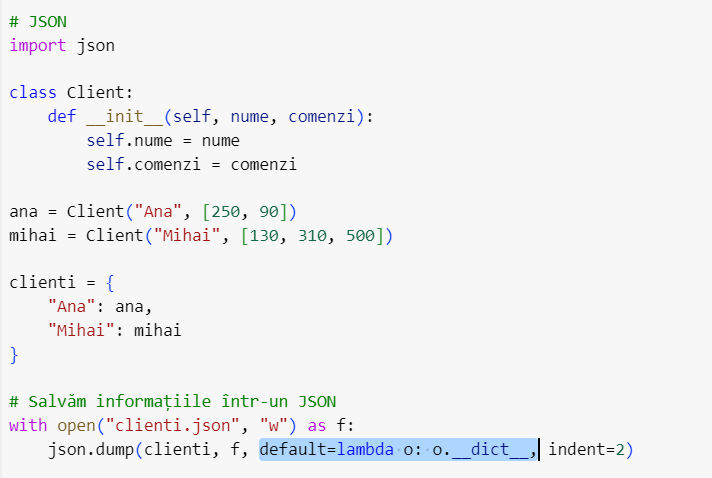 # JSON
import json
class Client:
    def __init__(self, nume, comenzi):
        self.nume = nume
        self.comenzi = comenzi
ana = Client("Ana", [250, 90])
mihai = Client("Mihai", [130, 310, 500])
clienti = {
    "Ana": ana,
    "Mihai": mihai
}
# Salvăm informațiile într-un JSON
with open("clienti.json", "w") as f:
    json.dump(clienti, f, default=lambda o: o.__dict__, indent=2)